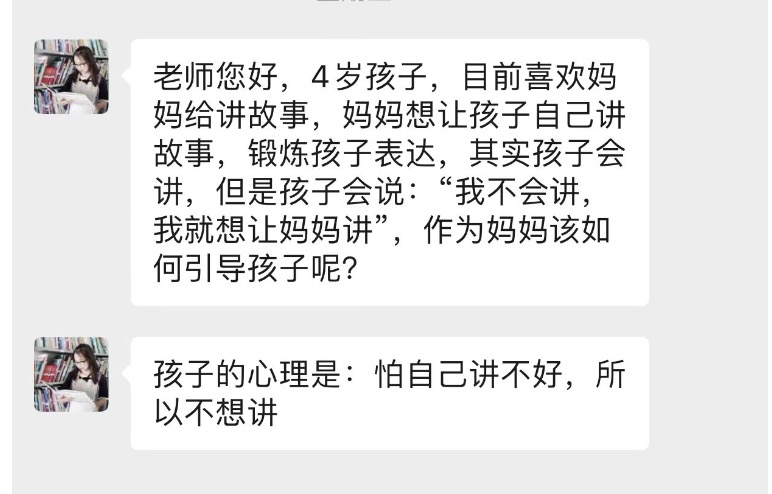 老师您好，4岁孩子，目前喜欢妈
妈给讲故事，妈妈想让孩子自己讲
故事，锻炼孩子表达，其实孩子会
讲，但是孩子会说：“我不会讲，
我就想让妈妈讲”，作为妈妈该如
何引导孩子呢？
孩子的心理是：怕自己讲不好，所
以不想讲